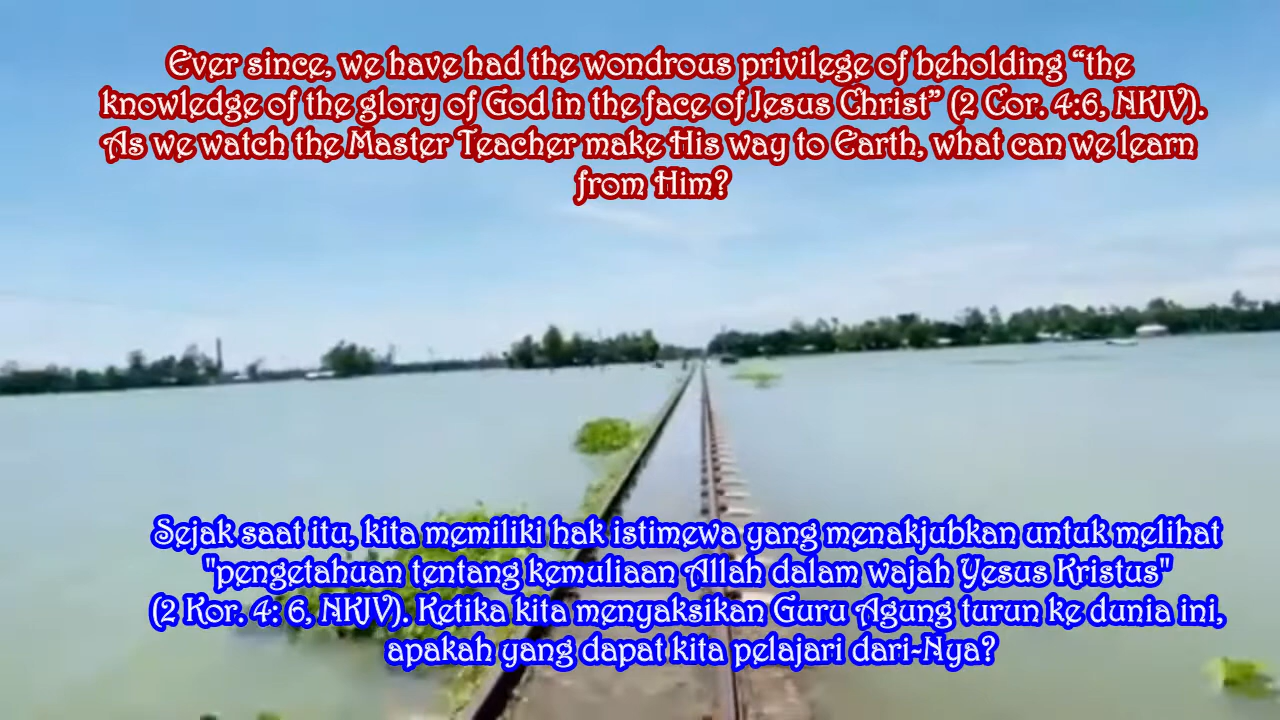 Ever since, we have had the wondrous privilege of beholding “the
knowledge of the glory of God in the face of Jesus Christ” (2 Cor. 4:6, NKJV).
As we watch the Master Teacher make His way to Earth, what can we learn
from Him?
Sejak saat itu, kita memiliki hak istimewa yang menakjubkan untuk melihat
"pengetahuan tentang kemuliaan Allah dalam wajah Yesus Kristus"
(2 Kor. 4: 6, NKJV). Ketika kita menyaksikan Guru Agung turun ke dunia ini,
apakah yang dapat kita pelajari dari-Nya?